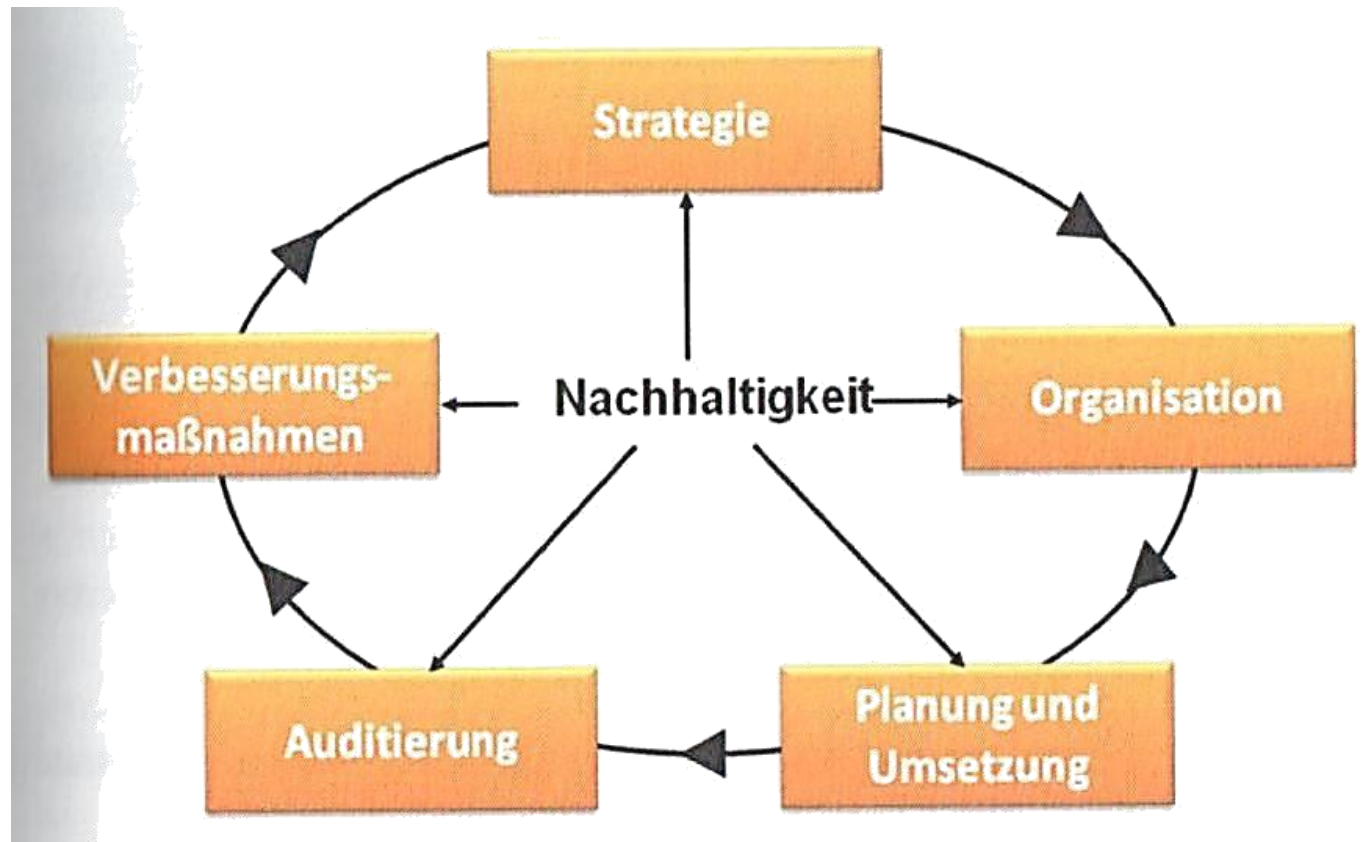 Strategie
Verbesserungs-
maßnahmen
Nachhaltigkeit
Organisation
Auditierung
Planung und
Umsetzung